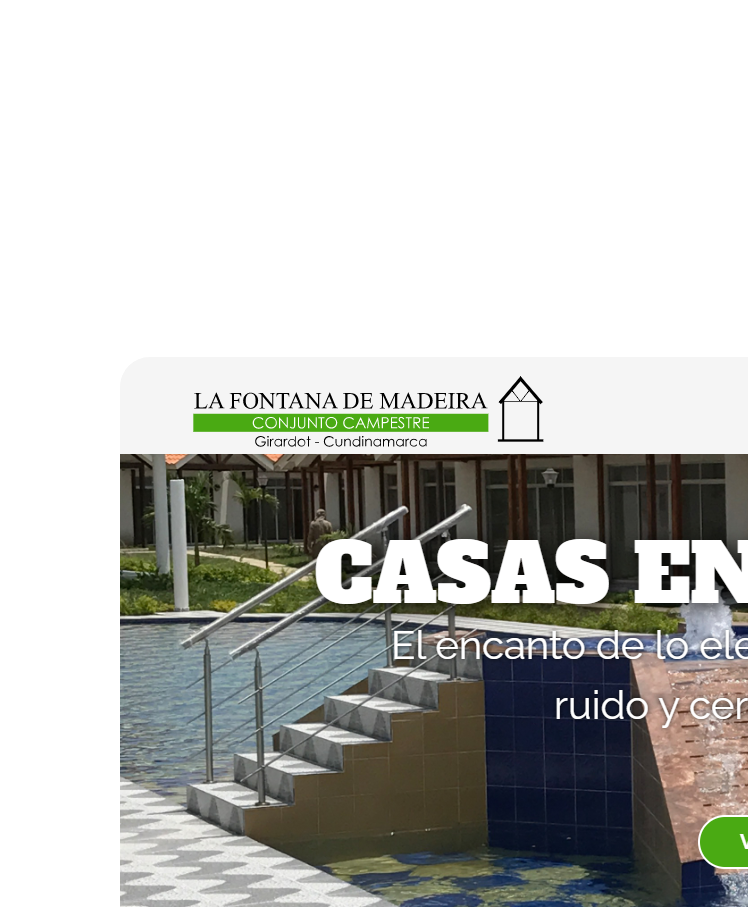 LA FONTANA DE MADEIRA
CONJUNTO CAMPESTRE
Girardot - Cundinamarca
CASAS EN
El encanto de lo ele
ruido y cer